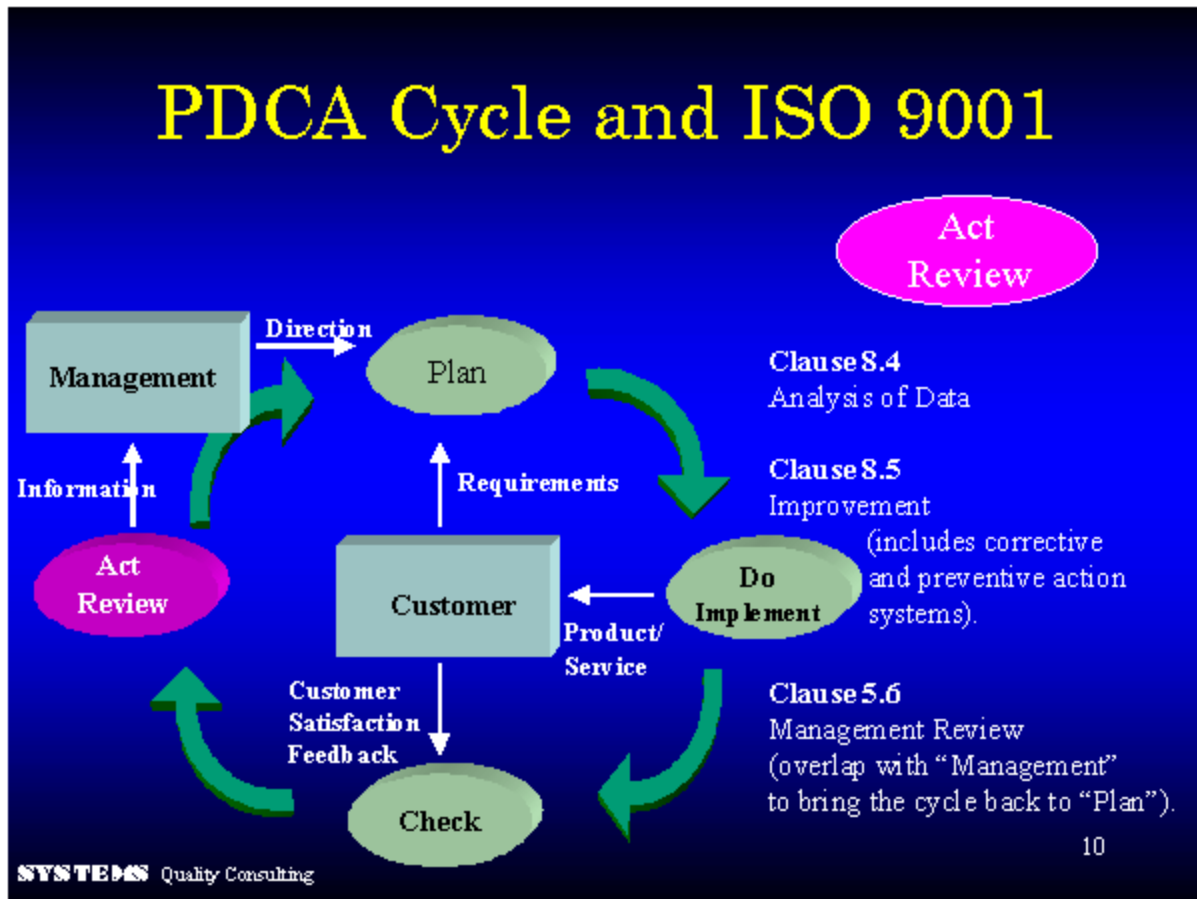 PDCA Cycle and ISO 9001
Act
Review
Direction
Management
Plan
Information
Requirements
Act
Review
Customer
Do
Implement
Product/
Service
Customer
Satisfaction
Feedback
Check
Clause 8.4
Analysis of Data
Clause 8.5
Improvement
(includes corrective
and preventive action
systems).
Clause 5.6
Management Review
(overlap with “Management”
to bring the cycle back to “Plan”).
10
SYSTEMS Quality Consulting